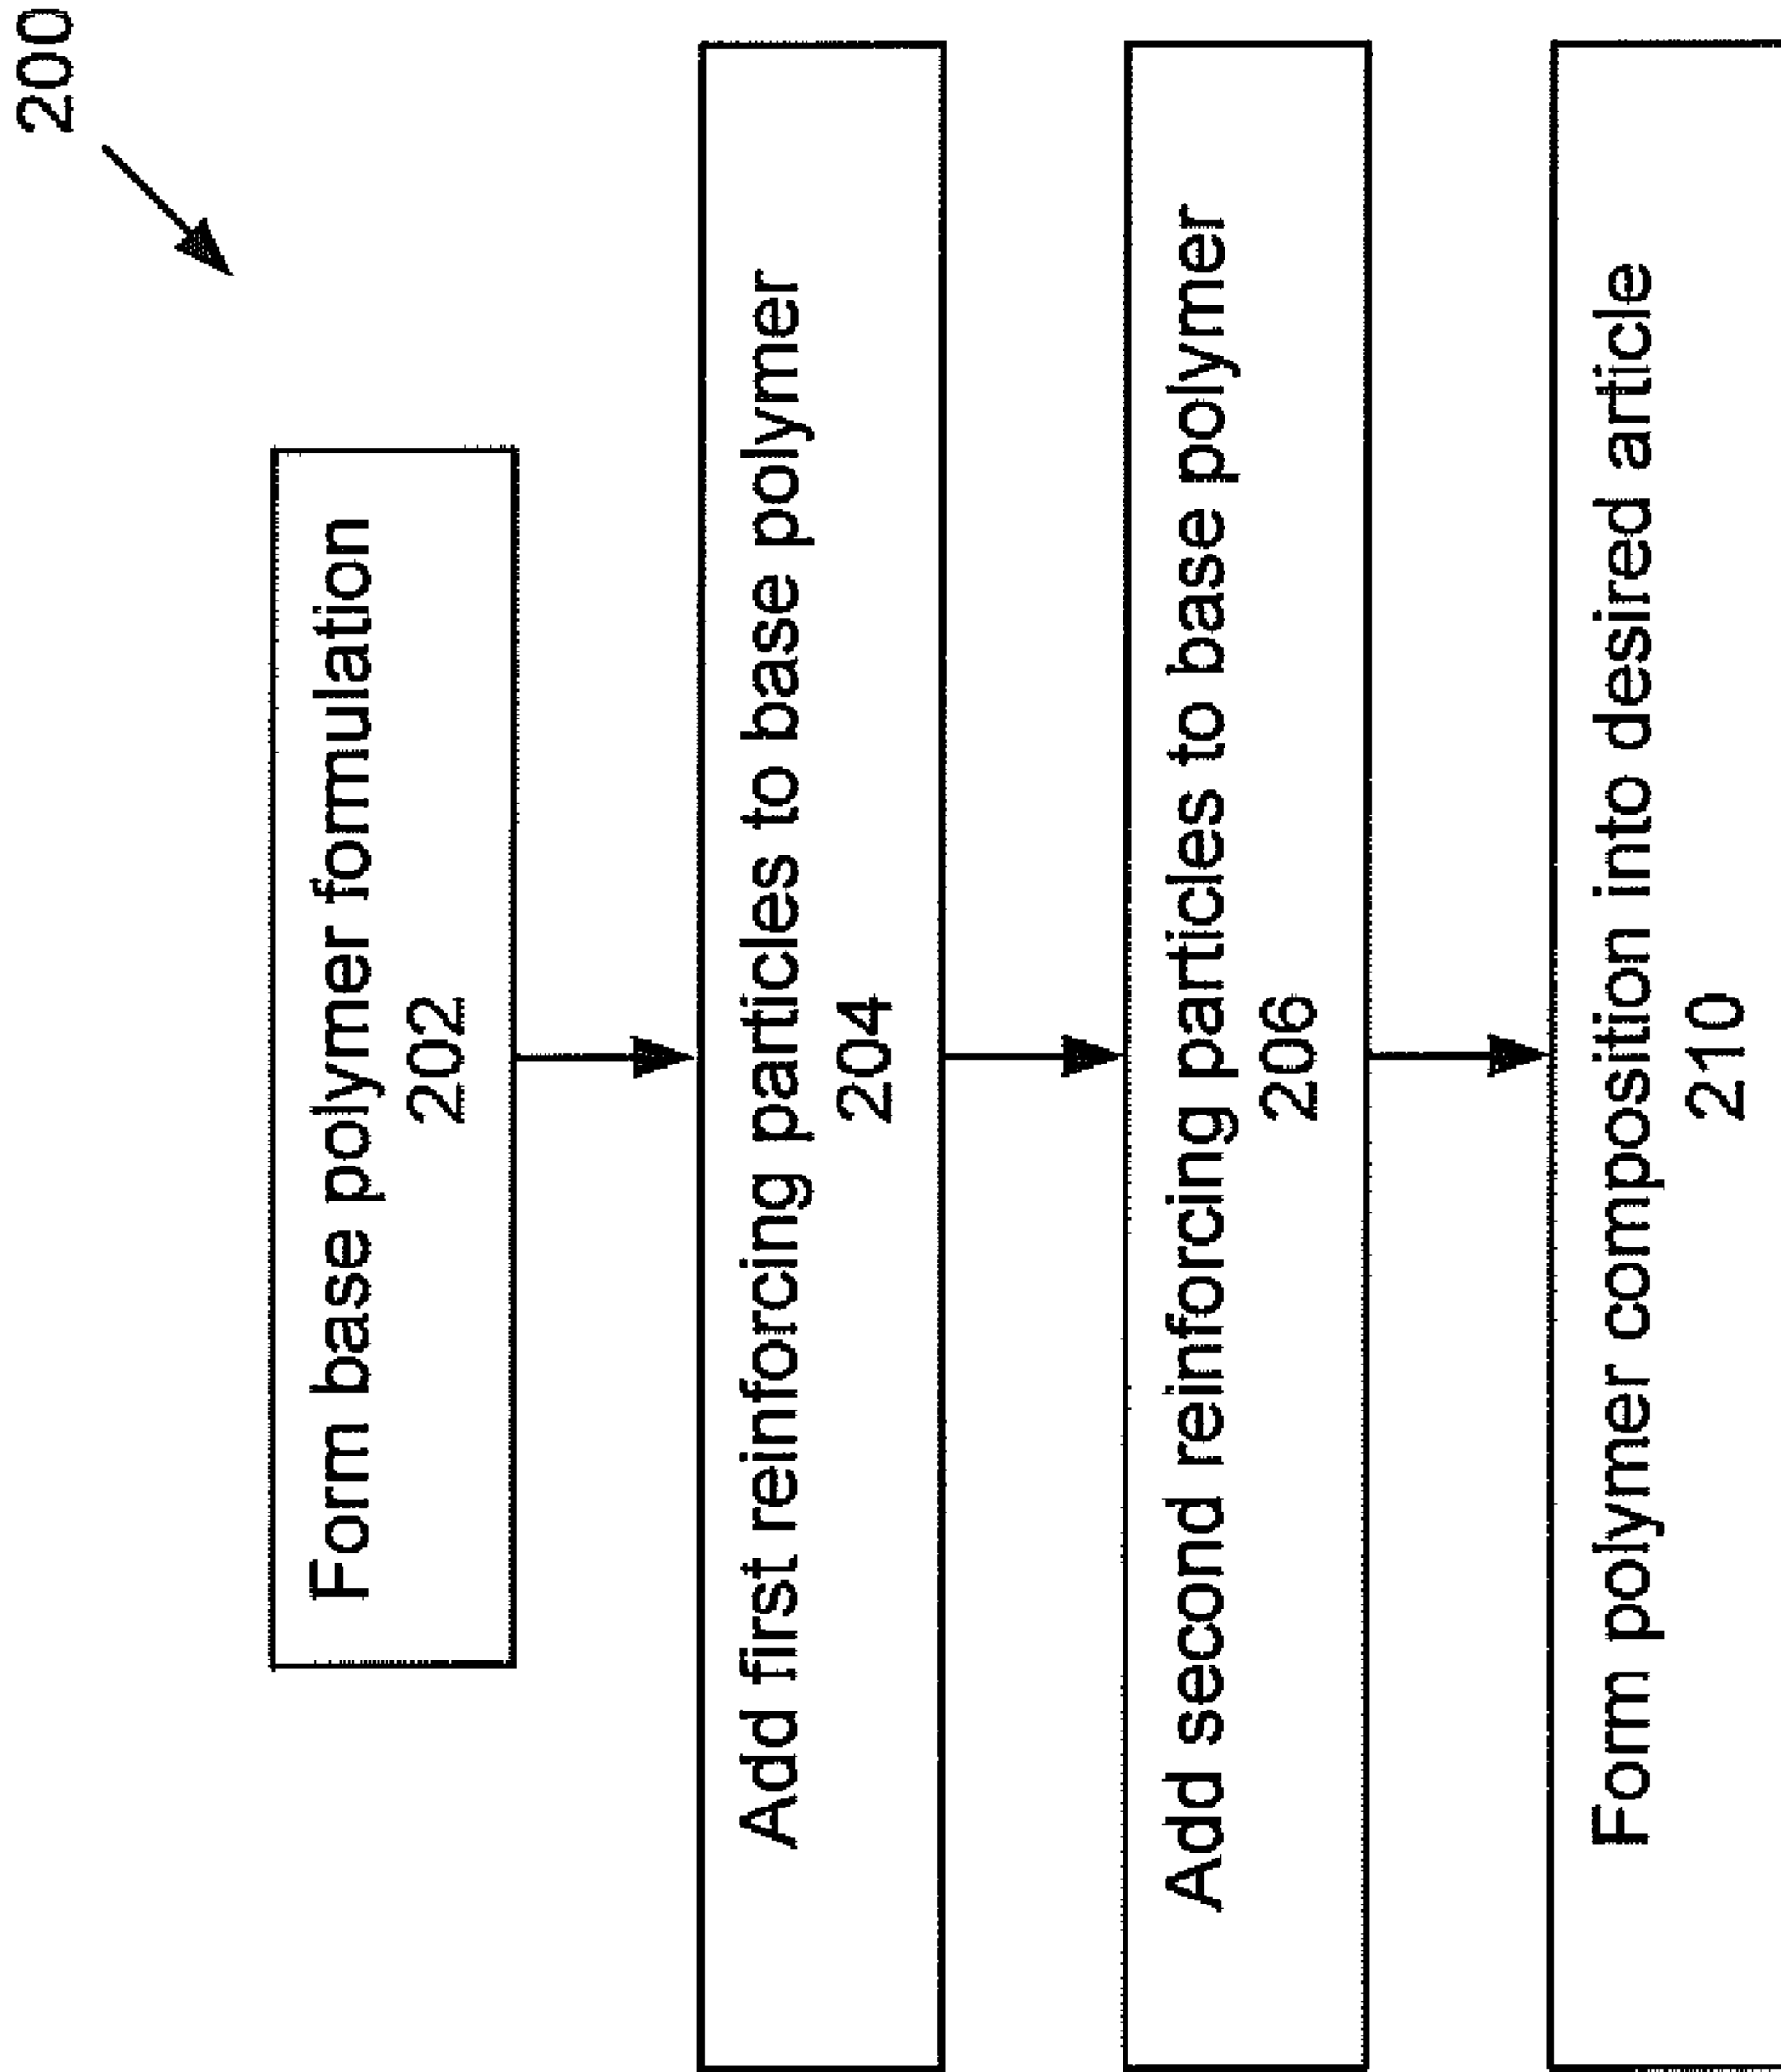 200
Form base polymer formulation
202
Add first reinforcing particles to base polymer
204
Add second reinforcing particles to base polymer
206
Form polymer composition into desired article
210